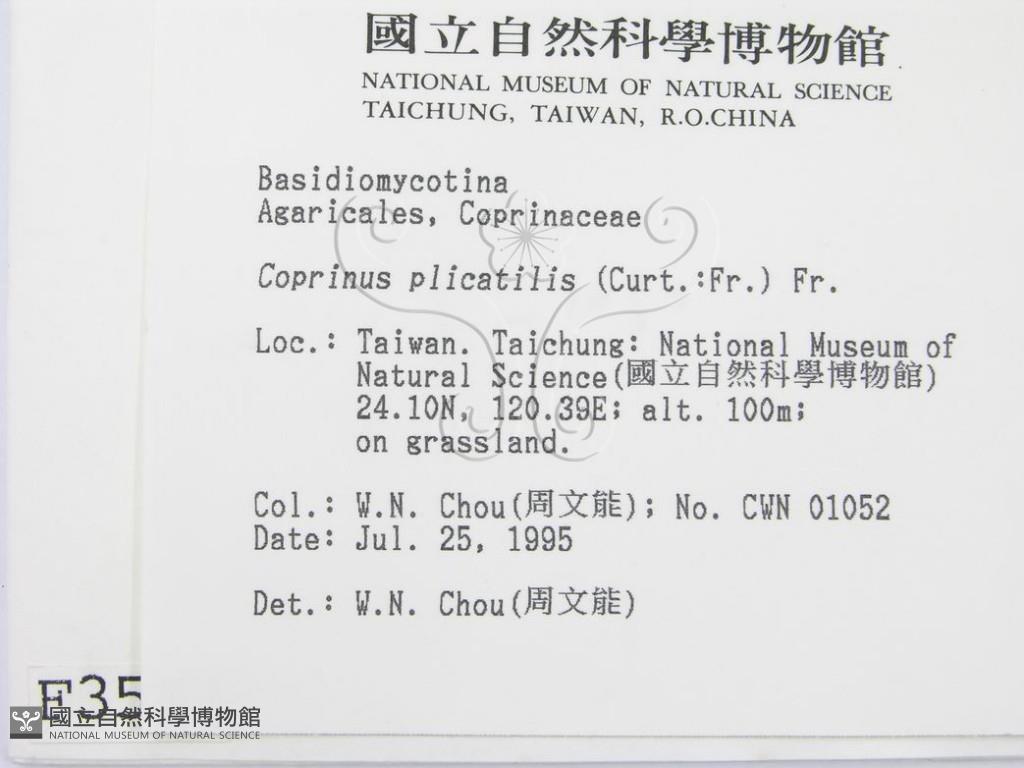 國立自然科學博物館
NATIONAL MUSEUM OF NATURAL SCIENCE
TAICHUNG, TAIWAN, R.O.CHINA
Basidiomycotina
Agaricales, Coprinaceae
Coprinus plicatilis (Curt.:Fr.) Fr.
Loc.: Taiwan. Taichung: National Museum of
Natural Science(國立自然科學博物館)
24.10N, 120.39E; alt. 100m;
on grassland.
Col.: W.N. Chou(周文能); No. CWN 01052
Date: Jul. 25, 1995
Det.: W.N. Chou(周文能)
F35
國立自然科學博物館
NATIONAL MUSEUM OF NATURAL SCIENCE